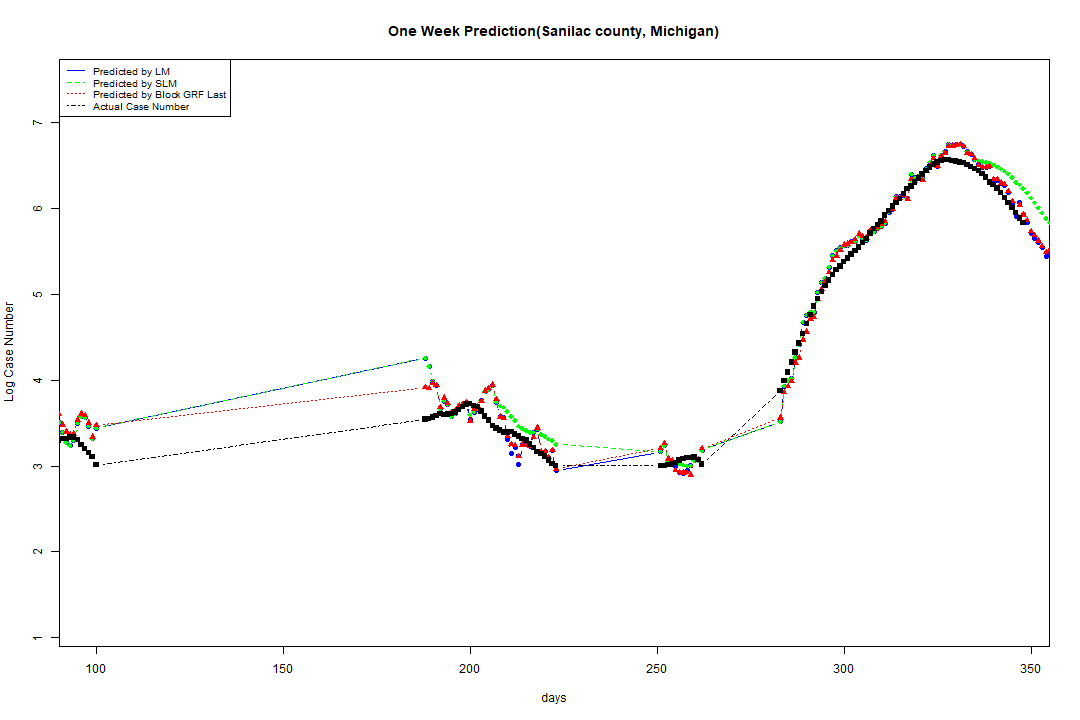 One Week Prediction(Sanilac county, Michigan)
Predicted by LM
Predicted by SLM
Predicted by Block GRF Last
Actual Case Number
7
6
5
4
3
2
1
Log Case Number
100 150 200 250 300 350
days